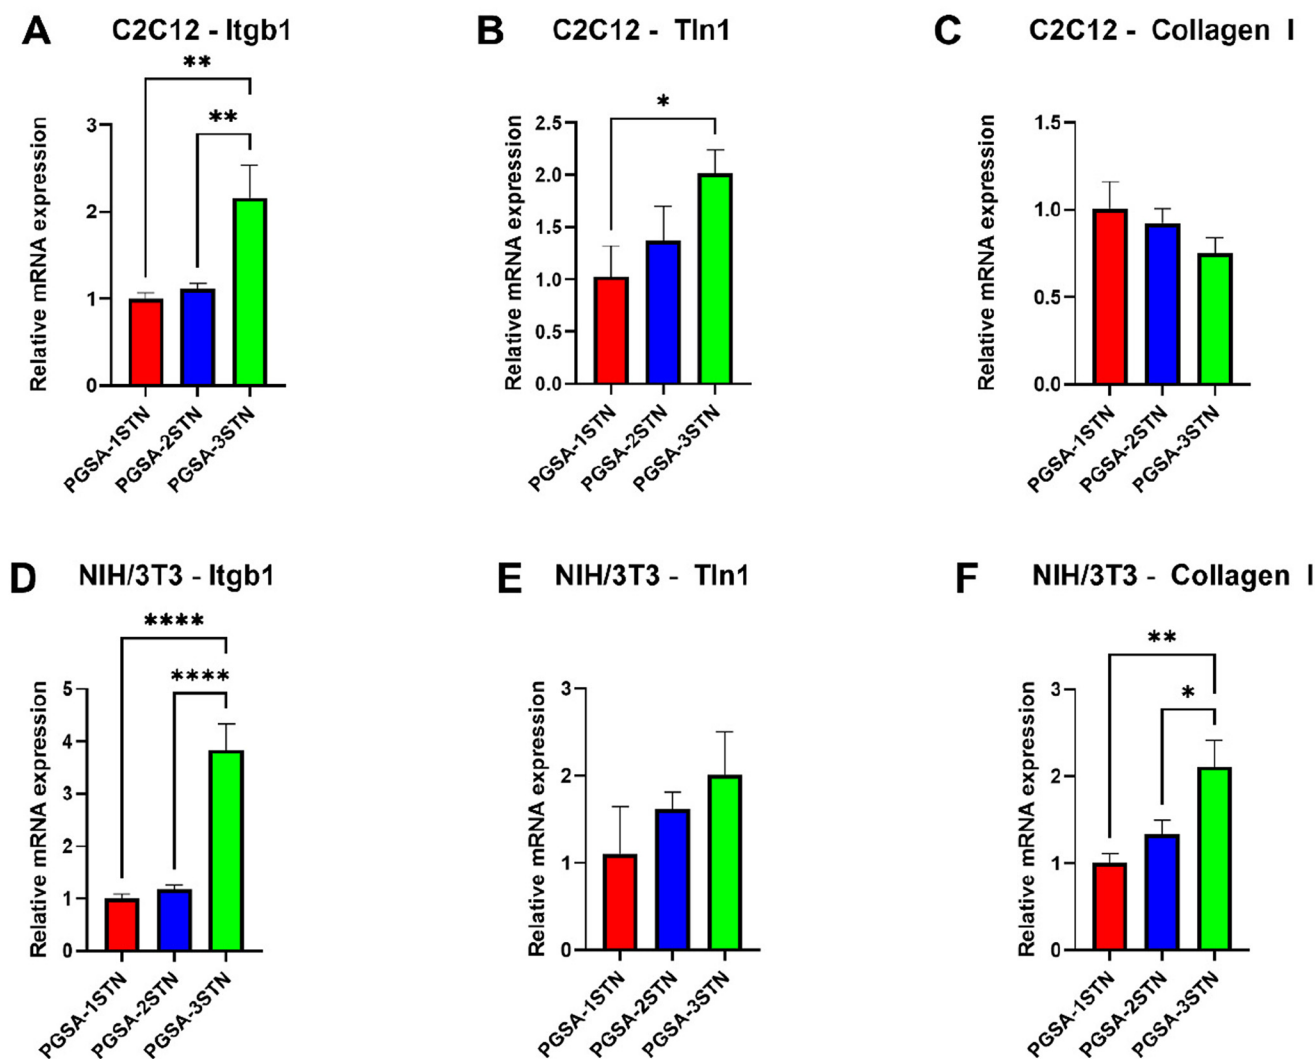 A C2C12 - Itgb1
**
**
Relative mRNA expression
3
2
1
0
PGSA-1STN
PGSA-2STN
PGSA-3STN
B C2C12 - Tln1
*
Relative mRNA expression
2.5
2.0
1.5
1.0
0.5
0.0
PGSA-1STN
PGSA-2STN
PGSA-3STN
C C2C12 - Collagen I
Relative mRNA expression
1.5
1.0
0.5
0.0
PGSA-1STN
PGSA-2STN
PGSA-3STN
D NIH/3T3 - Itgb1
****
****
Relative mRNA expression
5
4
3
2
1
0
PGSA-1STN
PGSA-2STN
PGSA-3STN
E NIH/3T3 - Tln1
Relative mRNA expression
3
2
1
0
PGSA-1STN
PGSA-2STN
PGSA-3STN
F NIH/3T3 - Collagen I
**
*
Relative mRNA expression
3
2
1
0
PGSA-1STN
PGSA-2STN
PGSA-3STN